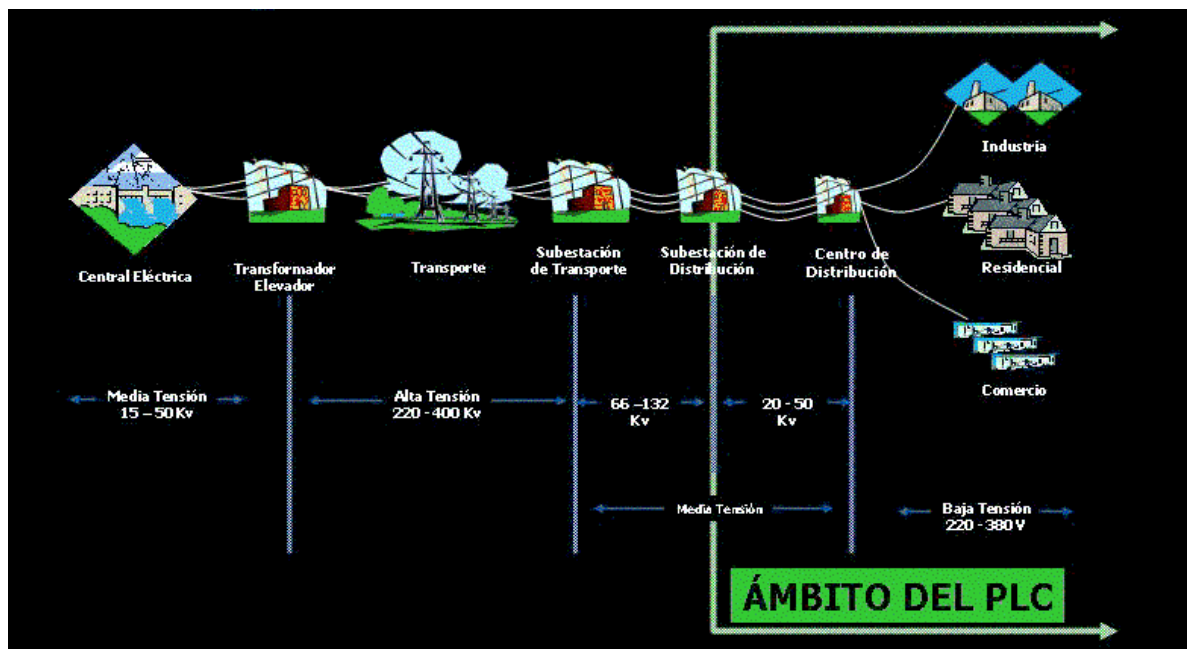 Industria
Central Eléctrica
Transformador
Elevador
Transporte
Subestación
de Transporte
Subestación de
Distribución
Centro de
Distribución
Residencial
Comercio
Media Tensión
15 – 50 Kv
Alta Tensión
220 - 400 Kv
66 –132
Kv
20 - 50
Kv
Media Tensión
Baja Tensión
220 -380 V
ÁMBITO DEL PLC